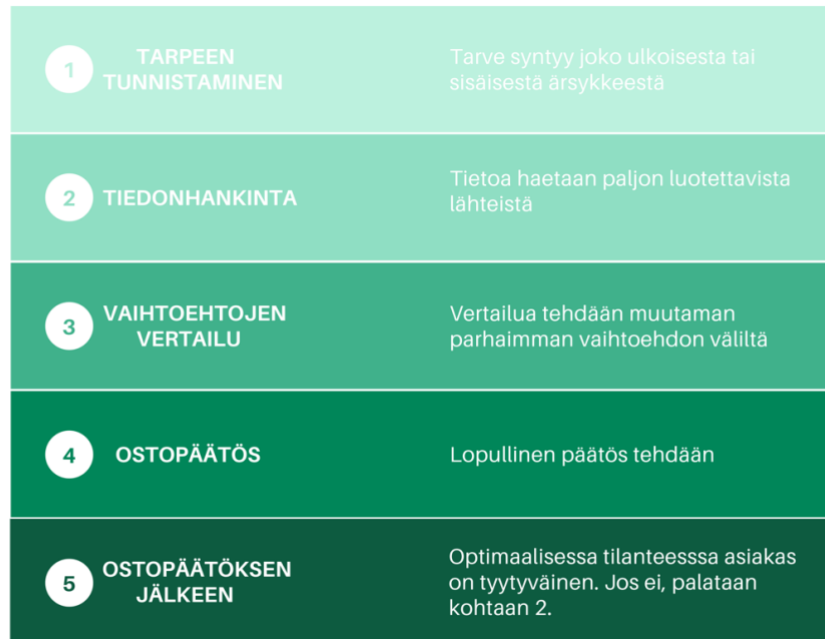 1
TARPEEN
TUNNISTAMINEN
Tarve syntyy joko ulkoisesta tai
sisäisestä ärsykkeestä
2
TIEDONHANKINTA
Tietoa haetaan paljon luotettavista
lähteistä
3
VAIHTOEHTOJEN
VERTAILU
Vertailua tehdään muutaman
parhaimman vaihtoehdon väliltä
4
OSTOPÄÄTÖS
Lopullinen päätös tehdään
5
OSTOPÄÄTÖKSEN
JÄLKEEN
Optimaalisessa tilanteesssa asiakas
on tyytyväinen. Jos ei, palataan
kohtaan 2.